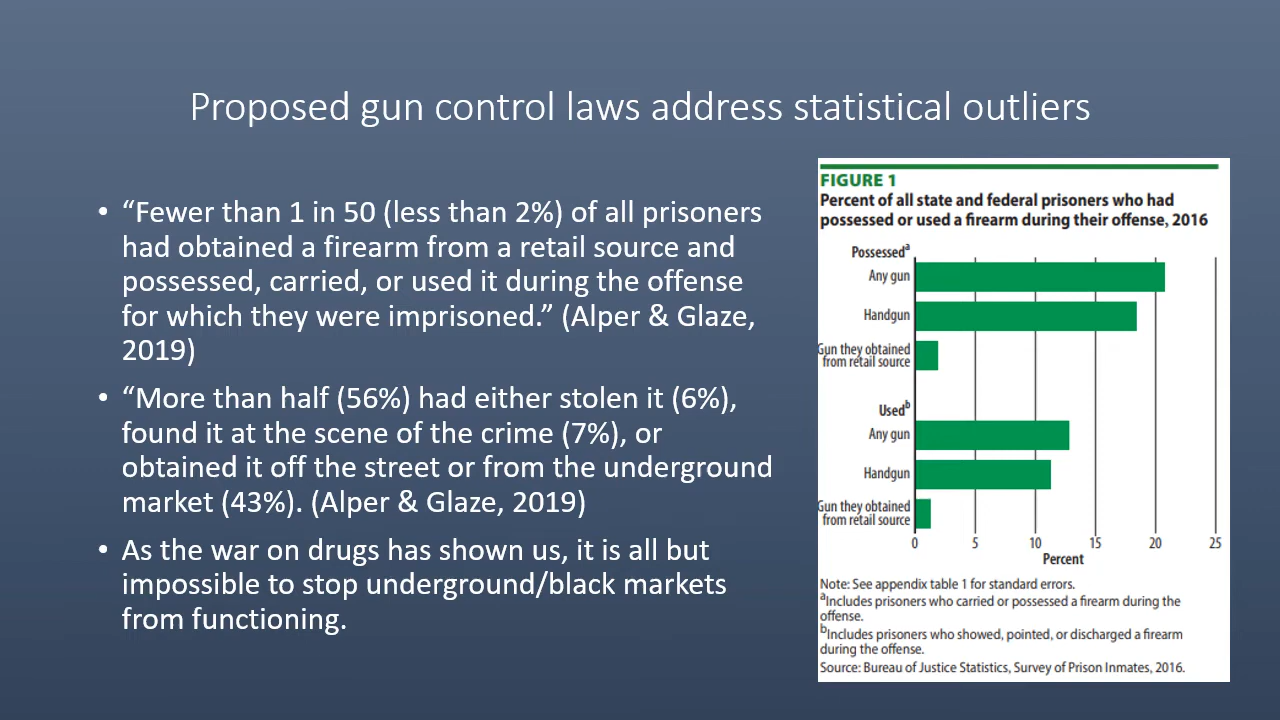 Proposed gun control laws address statistical outliers
• “Fewer than 1 in 50 (less than 2%) of all prisoners
had obtained a firearm from a retail source and
possessed, carried, or used it during the offense
for which they were imprisoned.” (Alper & Glaze,
2019)
• “More than half (56%) had either stolen it (6%),
found it at the scene of the crime (7%), or
obtained it off the street or from the underground
market (43%). (Alper & Glaze, 2019)
• As the war on drugs has shown us, it is all but
impossible to stop underground/black markets
from functioning.
FIGURE 1
Percent of all state and federal prisoners who had
possessed or used a firearm during their offense, 2016
Possessedᵃ
Any gun
Handgun
Gun they obtained
from retail source
Usedᵇ
Any gun
Handgun
Gun they obtained
from retail source
0 5 10 15 20 25
Percent
Note: See appendix table 1 for standard errors.
ᵃIncludes prisoners who carried or possessed a firearm during the
offense.
ᵇIncludes prisoners who showed, pointed, or discharged a firearm
during the offense.
Source: Bureau of Justice Statistics, Survey of Prison Inmates, 2016.